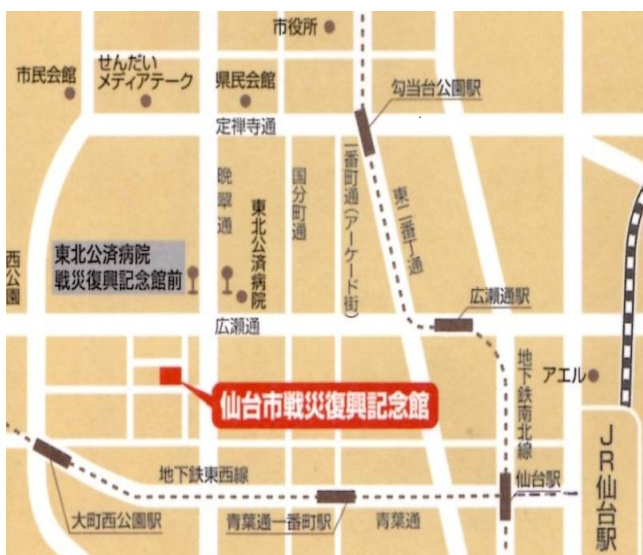 市役所
せんだい
メディアテーク
市民会館
県民会館
勾当台公園駅
定禅寺通
晩翠通
国分町通
一番町通(アーケード街)
東二番丁通
西公園
東北公済病院
戦災復興記念館前
東北公済病院
広瀬通駅
広瀬通
地下鉄南北線
アエル
仙台市戦災復興記念館
JR仙台駅
地下鉄東西線
仙台駅
大町西公園駅
青葉通一番町駅
青葉通